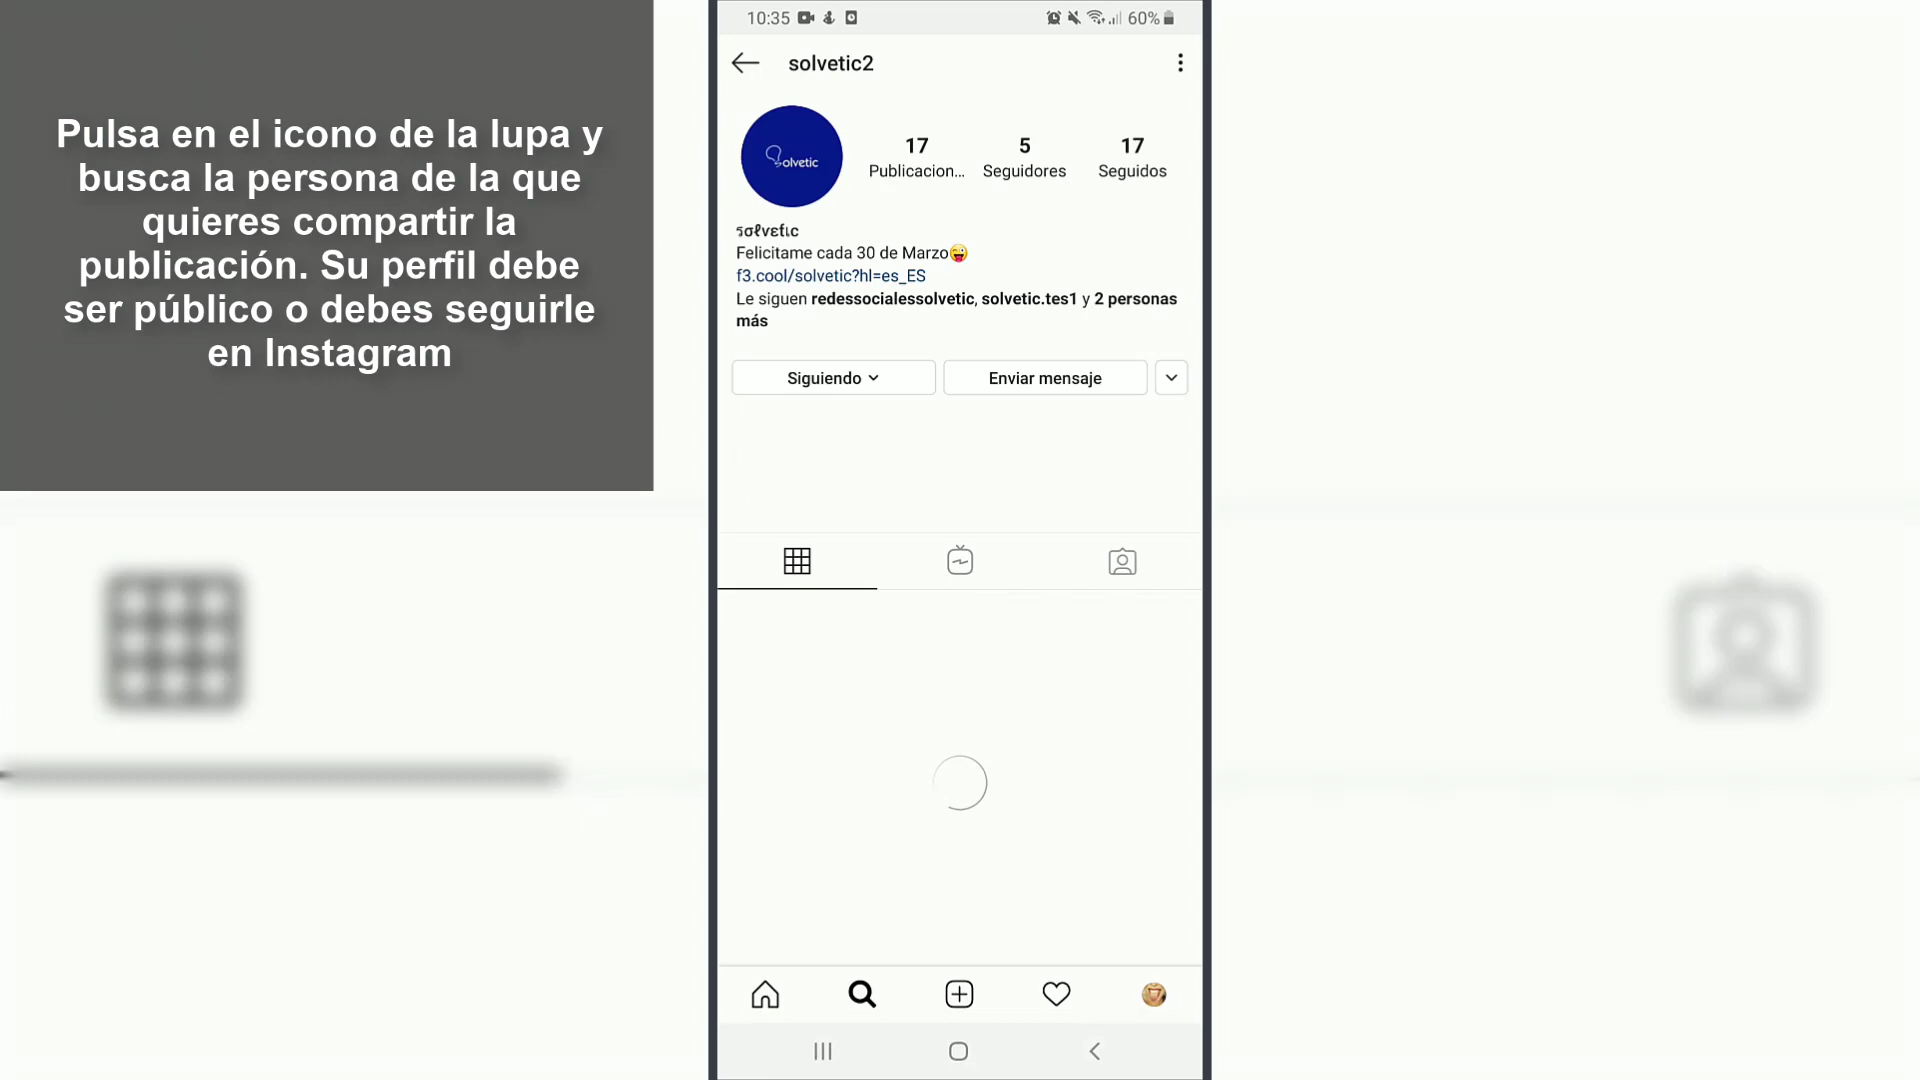 Pulsa en el icono de la lupa y
busca la persona de la que
quieres compartir la
publicación. Su perfil debe
ser público o debes seguirle
en Instagram
10:35 60%
solvetic2
Solvetic
17 5 17
Publicacion... Seguidores Seguidos
ꕶσℓvεtιc
Felicitame cada 30 de Marzo😜
f3.cool/solvetic?hl=es_ES
Le siguen redessocialessolvetic, solvetic.tes1 y 2 personas
más
Siguiendo Enviar mensaje